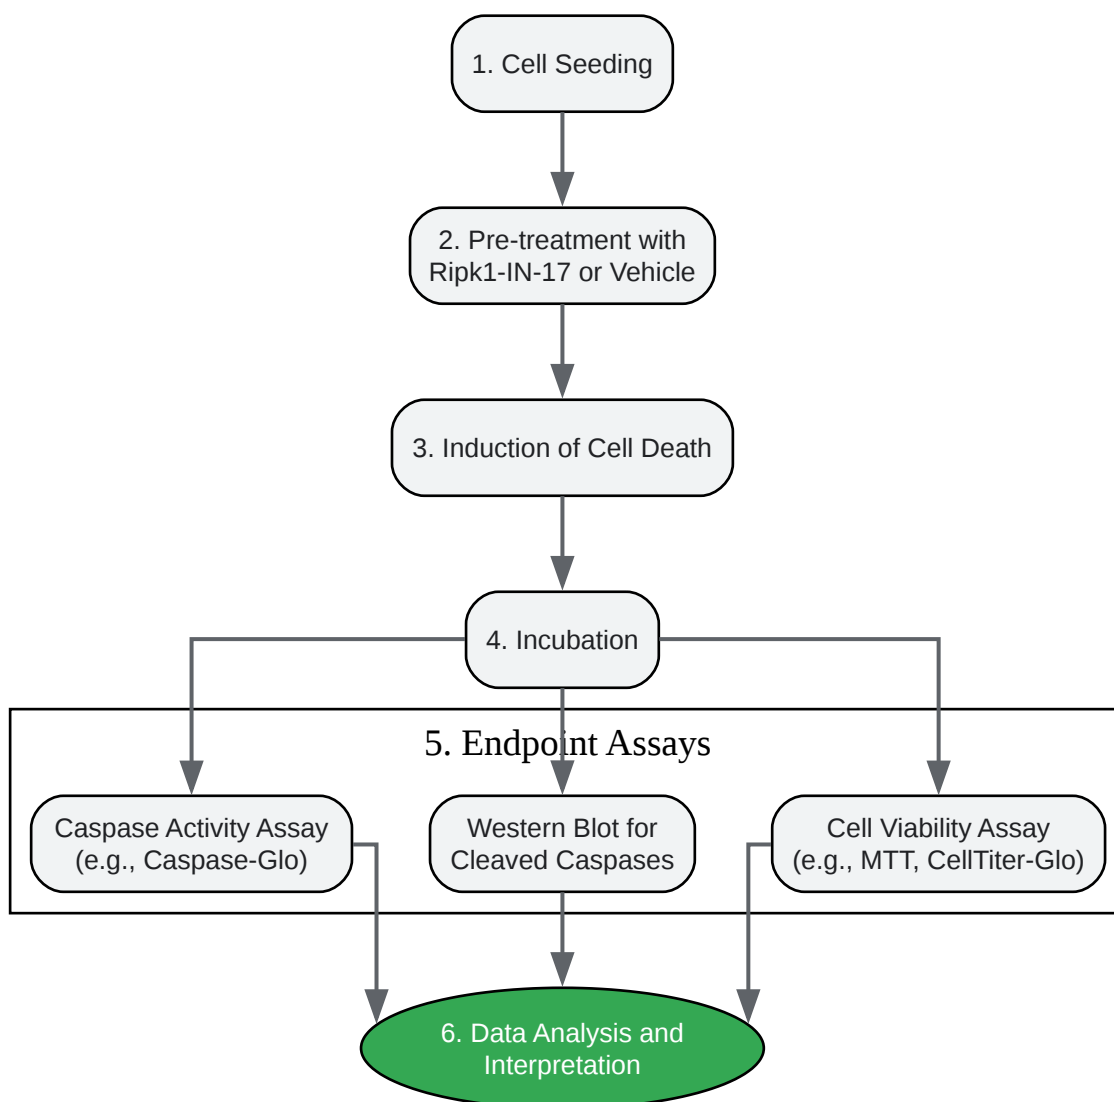 1. Cell Seeding
2. Pre-treatment with
Ripk1-IN-17 or Vehicle
3. Induction of Cell Death
4. Incubation
5. Endpoint Assays
Caspase Activity Assay
(e.g., Caspase-Glo)
Western Blot for
Cleaved Caspases
Cell Viability Assay
(e.g., MTT, CellTiter-Glo)
6. Data Analysis and
Interpretation